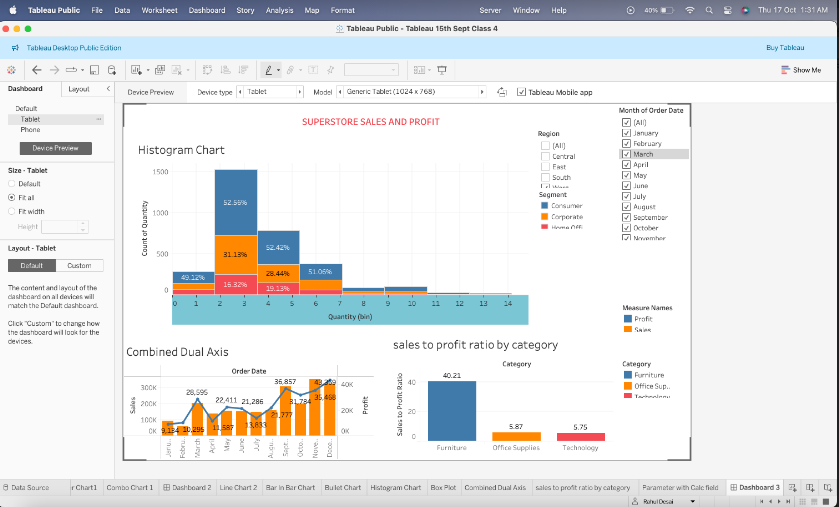 Tableau Public File Data Worksheet Dashboard Story Analysis Map Format Server Window Help 40% Thu 17 Oct 1:31 AM
Tableau Public - Tableau 15th Sept Class 4
Tableau Desktop Public Edition Buy Tableau
Show Me
Dashboard Layout Device Preview Device type Tablet Model Generic Tablet (1024 x 768) Tableau Mobile app
Default
Tablet
Phone
Device Preview
Size - Tablet
Default
Fit all
Fit width
Height
Layout - Tablet
Default Custom
The content and layout of the
dashboard on all devices will
match the Default dashboard.
Click "Custom" to change how
the dashboard will look for the
devices.
SUPERSTORE SALES AND PROFIT
Histogram Chart
Count of Quantity
1500
1000
500
0
52.56%
31.13%
16.32%
52.42%
28.44%
19.13%
49.12%
51.06%
0 1 2 3 4 5 6 7 8 9 10 11 12 13 14
Quantity (bin)
Region
(All)
Central
East
South
West
Segment
Consumer
Corporate
Home Offi..
Month of Order Date
(All)
January
February
March
April
May
June
July
August
September
October
November
Measure Names
Profit
Sales
Category
Furniture
Office Sup..
Technology
Combined Dual Axis
Order Date
Sales
300K
200K
100K
0K
9,134 10,295 28,595 11,587 22,411 21,286 13,833 21,777 36,857 31,784 35,468 43,369
40K
20K
0K
Profit
Janu.. Febru.. March April May June July Augu.. Sept.. Octo.. Nove.. Dece..
sales to profit ratio by category
Category
Sales to Profit Ratio
40
20
0
40.21 5.87 5.75
Furniture Office Supplies Technology
Data Source r Chart1 Combo Chart 1 Dashboard 2 Line Chart 2 Bar In Bar Chart Bullet Chart Histogram Chart Box Plot Combined Dual Axis sales to profit ratio by category Parameter with Calc field Dashboard 3
Rahul Desai